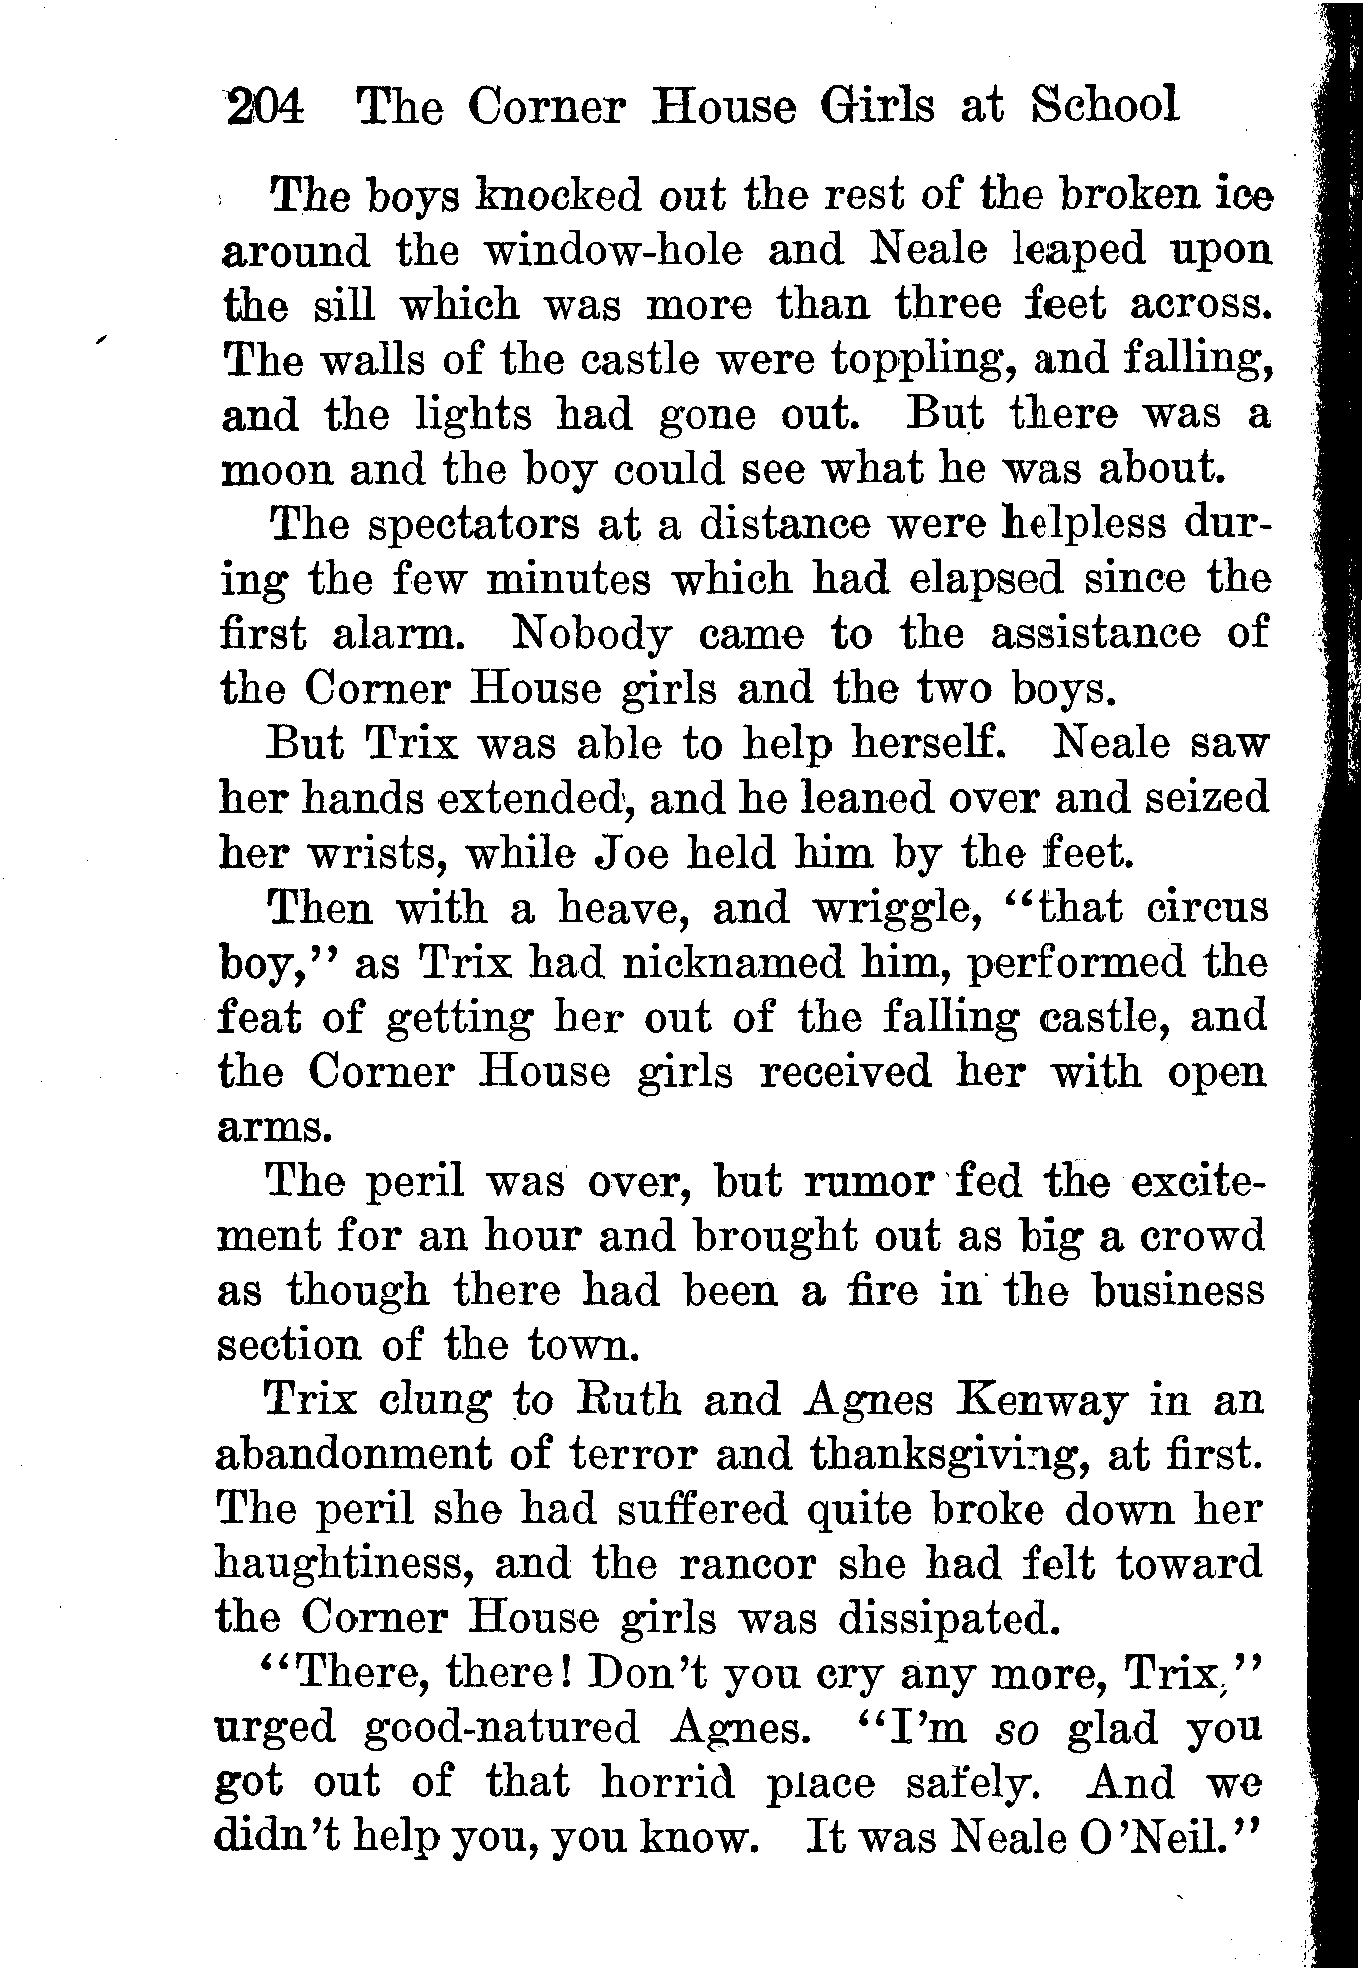 204 The Corner House Girls at School
The boys knocked out the rest of the broken ice
around the window-hole and Neale leaped upon
the sill which was more than three feet across.
The walls of the castle were toppling, and falling,
and the lights had gone out. But there was a
moon and the boy could see what he was about.
The spectators at a distance were helpless dur-
ing the few minutes which had elapsed since the
first alarm. Nobody came to the assistance of
the Corner House girls and the two boys.
But Trix was able to help herself. Neale saw
her hands extended, and he leaned over and seized
her wrists, while Joe held him by the feet.
Then with a heave, and wriggle, "that circus
boy," as Trix had nicknamed him, performed the
feat of getting her out of the falling castle, and
the Corner House girls received her with open
arms.
The peril was over, but rumor fed the excite-
ment for an hour and brought out as big a crowd
as though there had been a fire in the business
section of the town.
Trix clung to Ruth and Agnes Kenway in an
abandonment of terror and thanksgiving, at first.
The peril she had suffered quite broke down her
haughtiness, and the rancor she had felt toward
the Corner House girls was dissipated.
"There, there! Don't you cry any more, Trix,"
urged good-natured Agnes. "I'm so glad you
got out of that horrid place safely. And we
didn't help you, you know. It was Neale O'Neil."